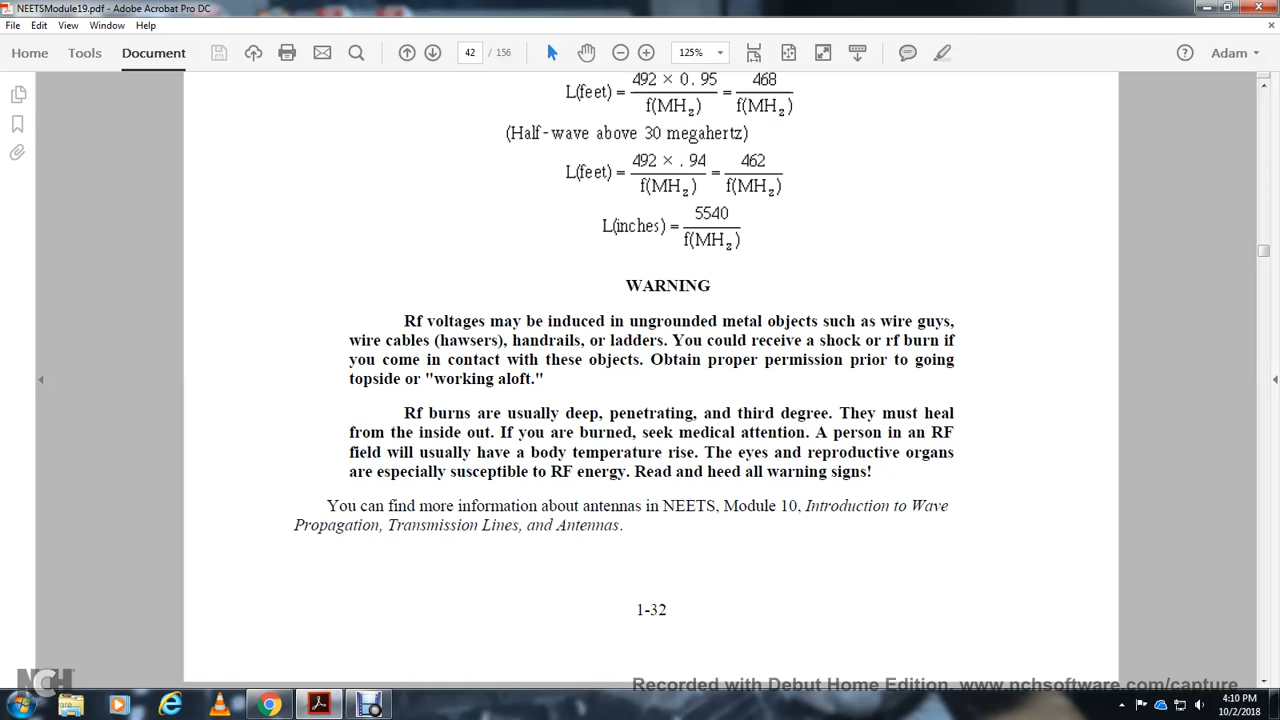 NEETSModule19.pdf - Adobe Acrobat Pro DC
File Edit View Window Help
Home Tools Document 42 / 156 125% Adam
L(feet) = 492 × 0.95 / f(MHz) = 468 / f(MHz)
(Half-wave above 30 megahertz)
L(feet) = 492 × .94 / f(MHz) = 462 / f(MHz)
L(inches) = 5540 / f(MHz)
WARNING
Rf voltages may be induced in ungrounded metal objects such as wire guys,
wire cables (hawsers), handrails, or ladders. You could receive a shock or rf burn if
you come in contact with these objects. Obtain proper permission prior to going
topside or "working aloft."
Rf burns are usually deep, penetrating, and third degree. They must heal
from the inside out. If you are burned, seek medical attention. A person in an RF
field will usually have a body temperature rise. The eyes and reproductive organs
are especially susceptible to RF energy. Read and heed all warning signs!
You can find more information about antennas in NEETS, Module 10, Introduction to Wave
Propagation, Transmission Lines, and Antennas.
1-32
NCH
Recorded with Debut Home Edition. www.nchsoftware.com/capture
4:10 PM
10/2/2018